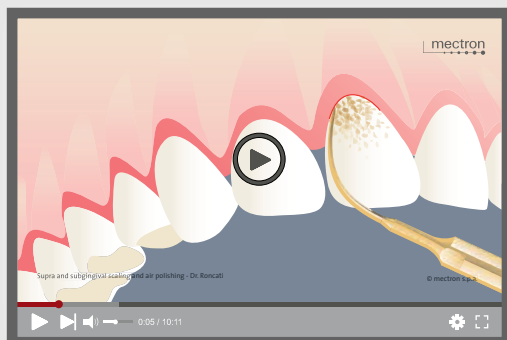 mectron
Supra and subgingival scaling and air polishing - Dr. Roncati
© mectron s.p.a
0:05 / 10:11